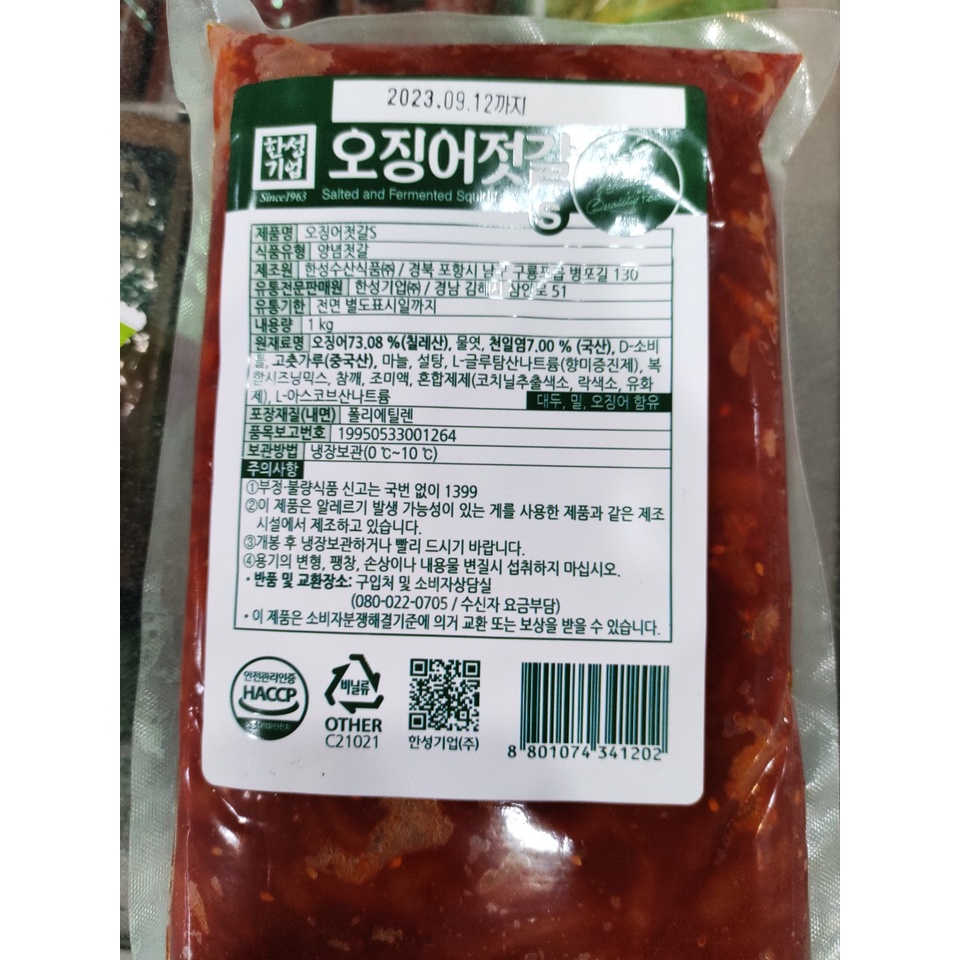 2023.09.12까지
한성
기업
Since1963
오징어젓갈
Salted and Fermented Squid
S
제품명 오징어젓갈S
식품유형 양념젓갈
제조원 한성수산식품㈜ / 경북 포항시 남구 구룡포읍 병포길 130
유통전문판매원 한성기업㈜ / 경남 김해시 삼안로 51
유통기한 전면 별도표시일까지
내용량 1 kg
원재료명 오징어73.08 %(칠레산), 물엿, 천일염7.00 % (국산), D-소비
톨, 고춧가루(중국산), 마늘, 설탕, L-글루탐산나트륨(향미증진제), 복
합시즈닝믹스, 참깨, 조미액, 혼합제제(코치닐추출색소, 락색소, 유화
제), L-아스코브산나트륨
대두, 밀, 오징어 함유
포장재질(내면) 폴리에틸렌
품목보고번호 19950533001264
보관방법 냉장보관(0 ℃~10 ℃)
주의사항
①부정·불량식품 신고는 국번 없이 1399
②이 제품은 알레르기 발생 가능성이 있는 게를 사용한 제품과 같은 제조
시설에서 제조하고 있습니다.
③개봉 후 냉장보관하거나 빨리 드시기 바랍니다.
④용기의 변형, 팽창, 손상이나 내용물 변질시 섭취하지 마십시오.
• 반품 및 교환장소: 구입처 및 소비자상담실
(080-022-0705 / 수신자 요금부담)
• 이 제품은 소비자분쟁해결기준에 의거 교환 또는 보상을 받을 수 있습니다.
안전관리인증
HACCP
비닐류
OTHER
C21021
한성기업(주)
8 801074 341202